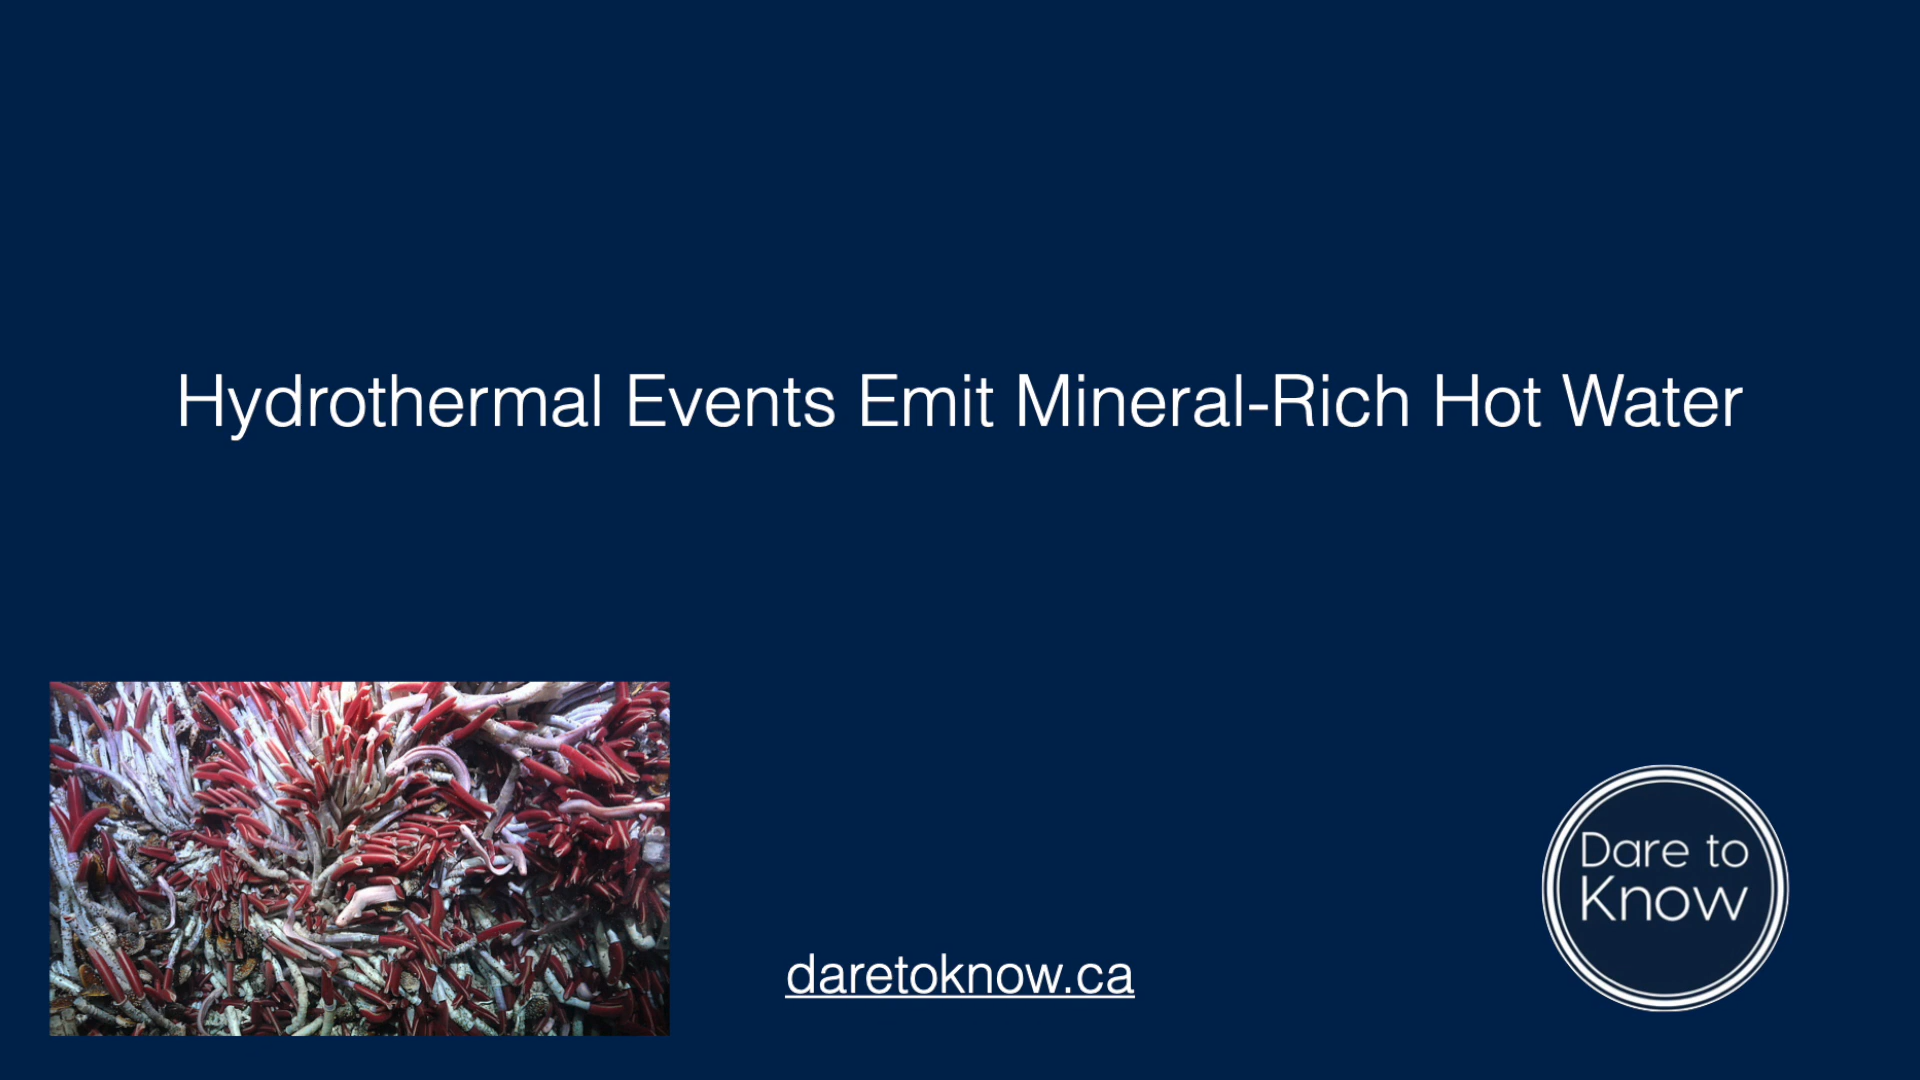 Hydrothermal Events Emit Mineral-Rich Hot Water
Dare to
Know
daretoknow.ca